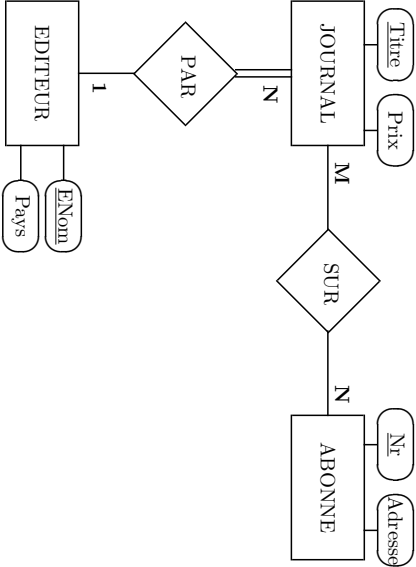 Titre
Prix
JOURNAL
N
PAR
1
EDITEUR
ENom
Pays
M
SUR
N
Nr
Adresse
ABONNE